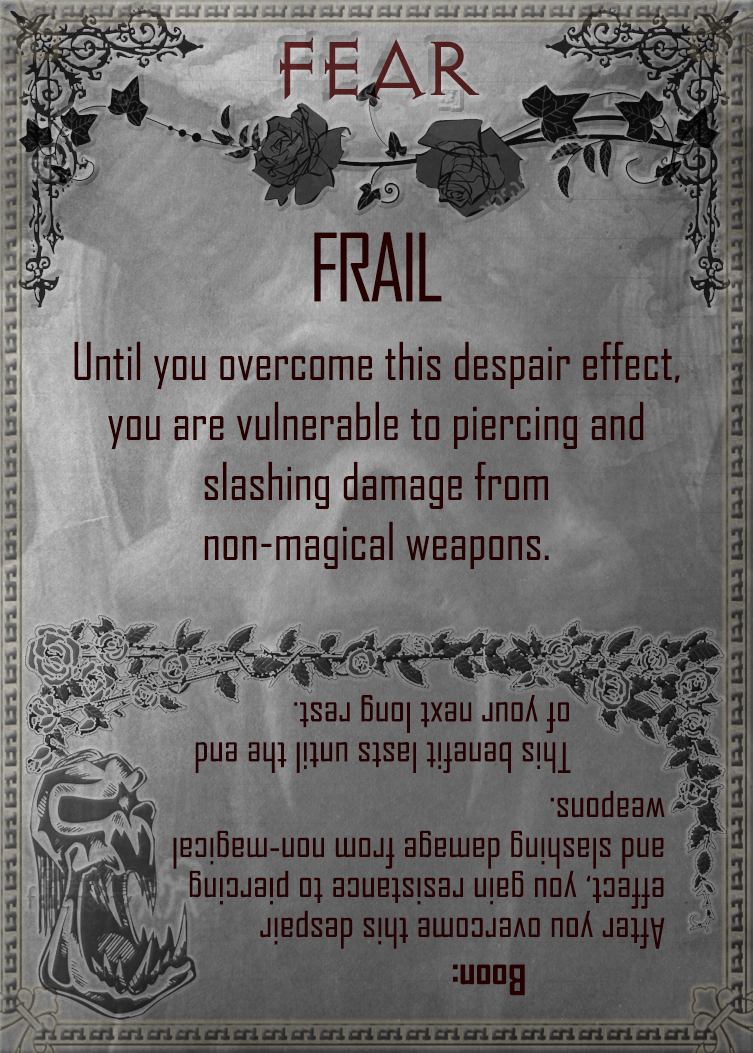 FEAR
FRAIL
Until you overcome this despair effect,
you are vulnerable to piercing and
slashing damage from
non-magical weapons.
Boon:
After you overcome this despair
effect, you gain resistance to piercing
and slashing damage from non-magical
weapons.
This benefit lasts until the end
of your next long rest.